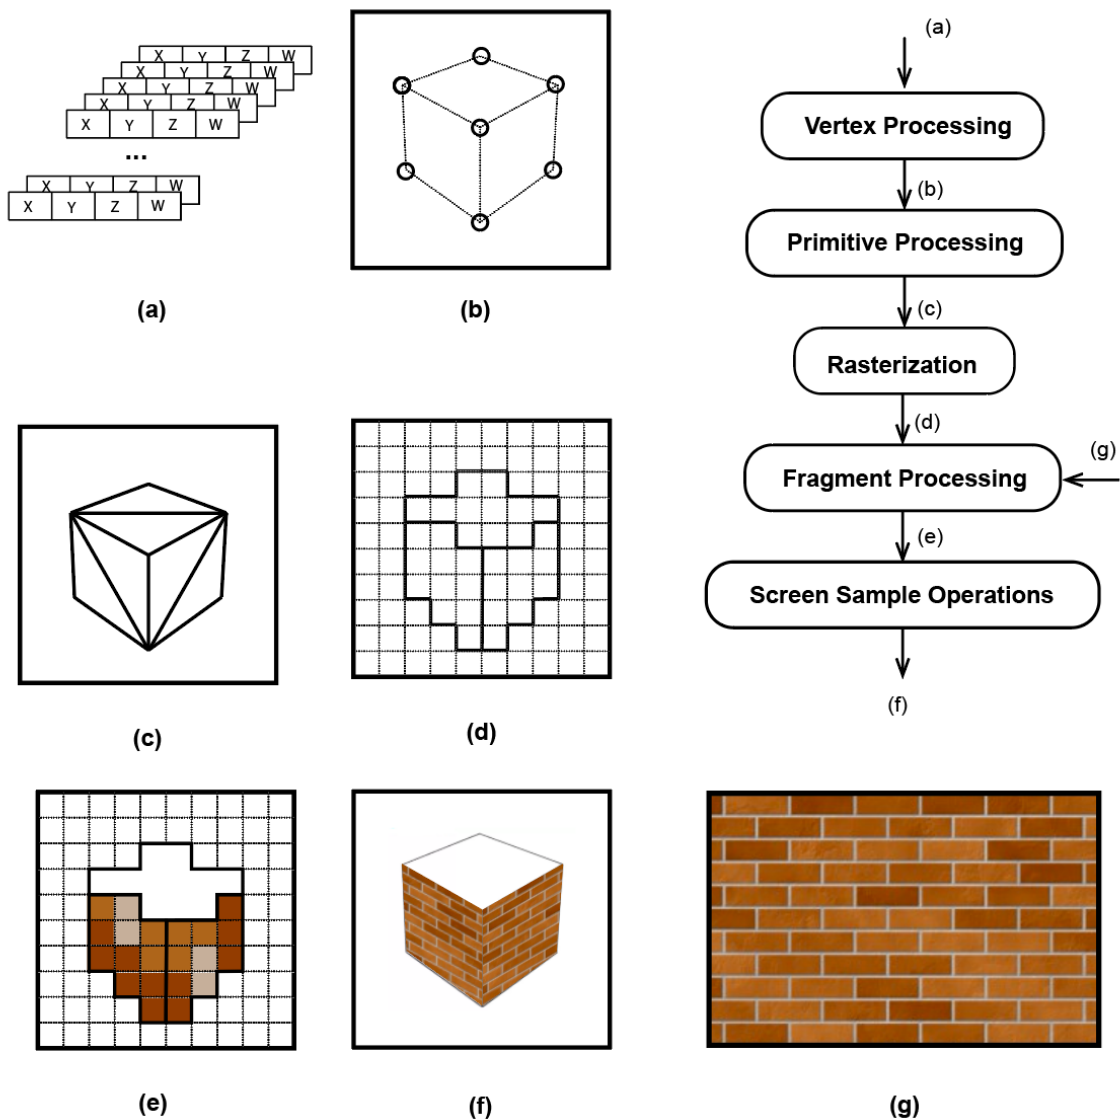 X Y Z W
X Y Z W
X Y Z W
X Y Z W
X Y Z W
...
X Y Z W
X Y Z W
(a)
(b)
(a)
Vertex Processing
(b)
Primitive Processing
(c)
Rasterization
(d)
(g)
Fragment Processing
(e)
Screen Sample Operations
(f)
(c)
(d)
(e)
(f)
(g)